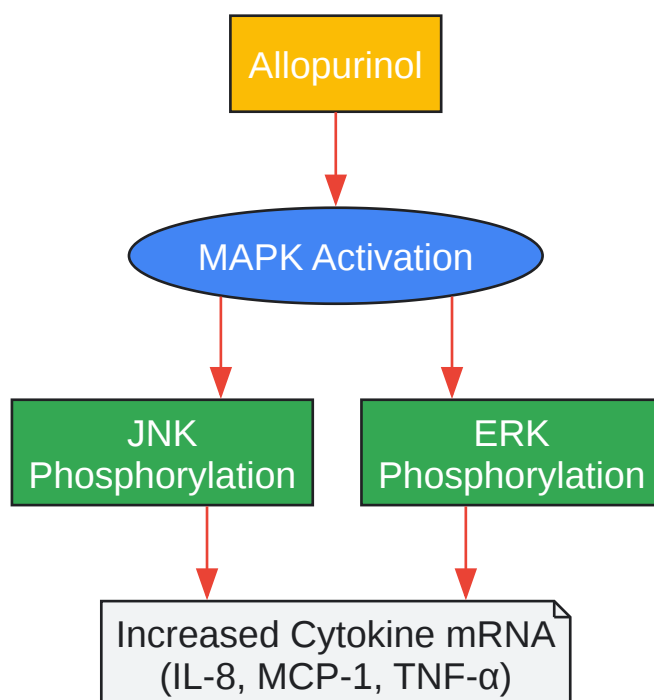 Allopurinol
MAPK Activation
JNK
Phosphorylation
ERK
Phosphorylation
Increased Cytokine mRNA
(IL-8, MCP-1, TNF-α)